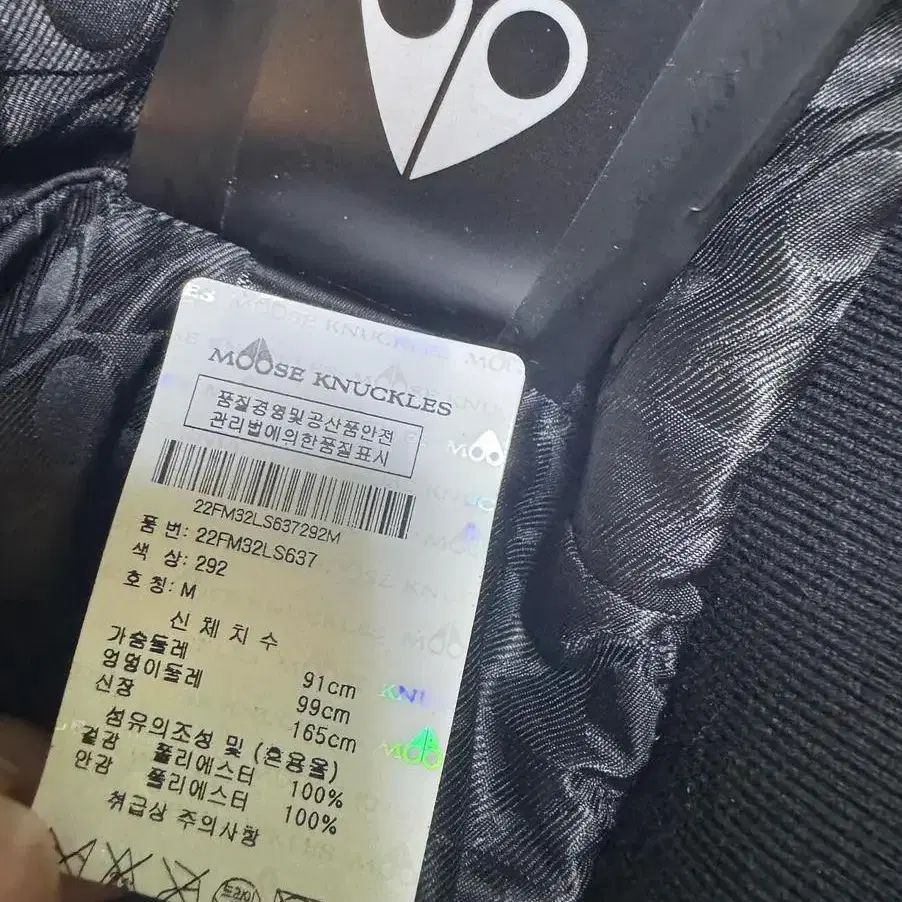 MOOSE KNUCKLES
품질경영및공산품안전
관리법에의한품질표시
22FM32LS637292M
품 번: 22FM32LS637
색 상: 292
호 칭: M
신 체 치 수
가슴둘레 91cm
엉덩이둘레 99cm
신장 165cm
섬유의조성 및 (혼용율)
겉감 폴리에스터 100%
안감 폴리에스터 100%
취급상 주의사항
드라이